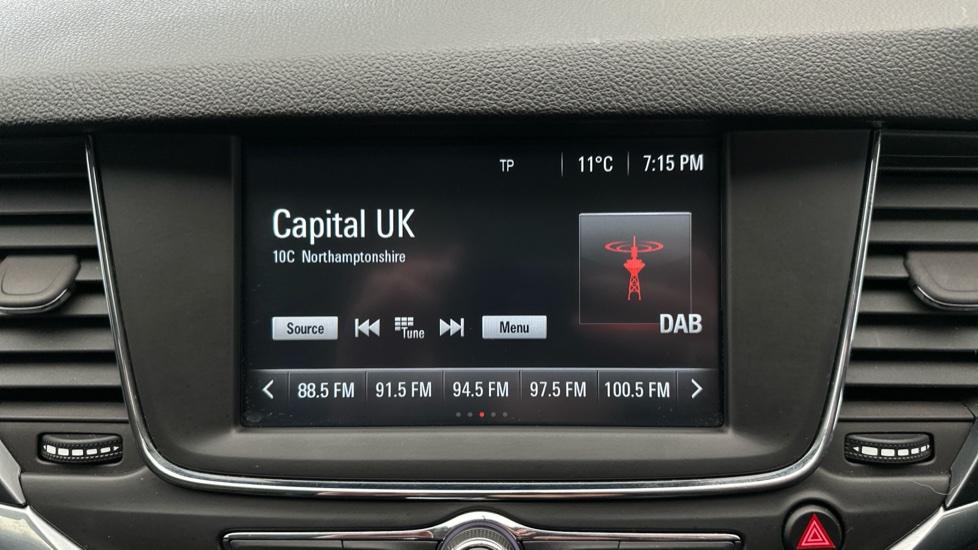 TP 11°C 7:15 PM
Capital UK
10C Northamptonshire
DAB
Source Tune Menu
88.5 FM 91.5 FM 94.5 FM 97.5 FM 100.5 FM